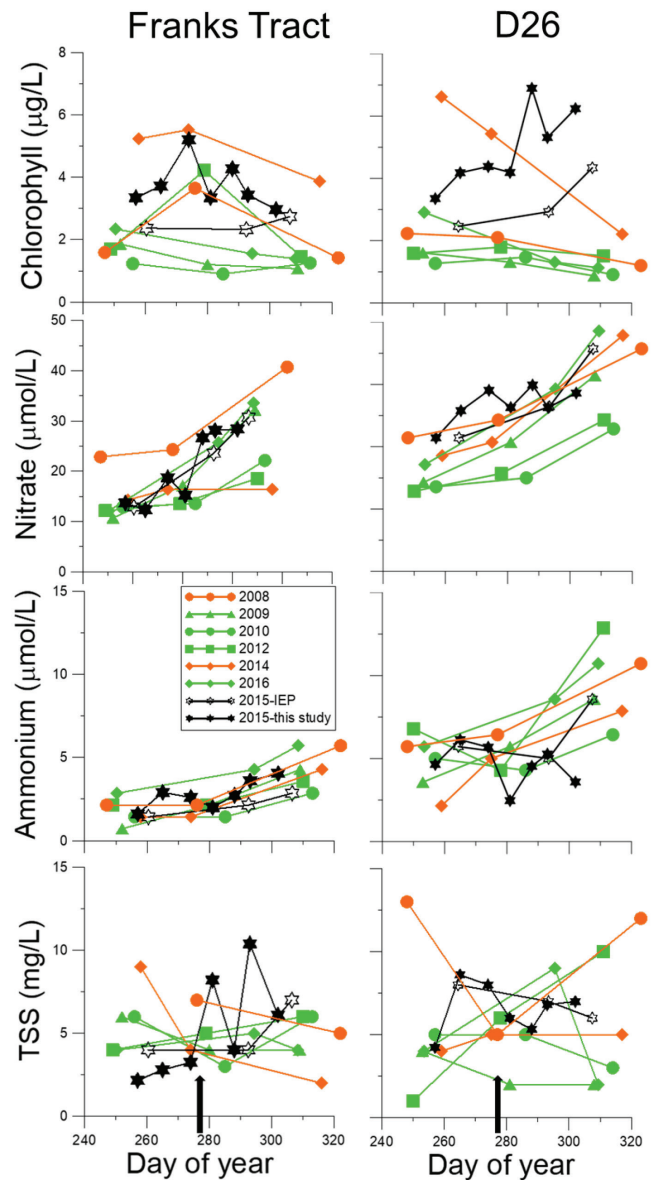 Franks Tract D26
Chlorophyll (μg/L)
8
6
4
2
0
Nitrate (μmol/L)
50
40
30
20
10
0
Ammonium (μmol/L)
15
10
5
0
2008
2009
2010
2012
2014
2016
2015-IEP
2015-this study
TSS (mg/L)
15
10
5
0
240 260 280 300 320 240 260 280 300 320
Day of year Day of year